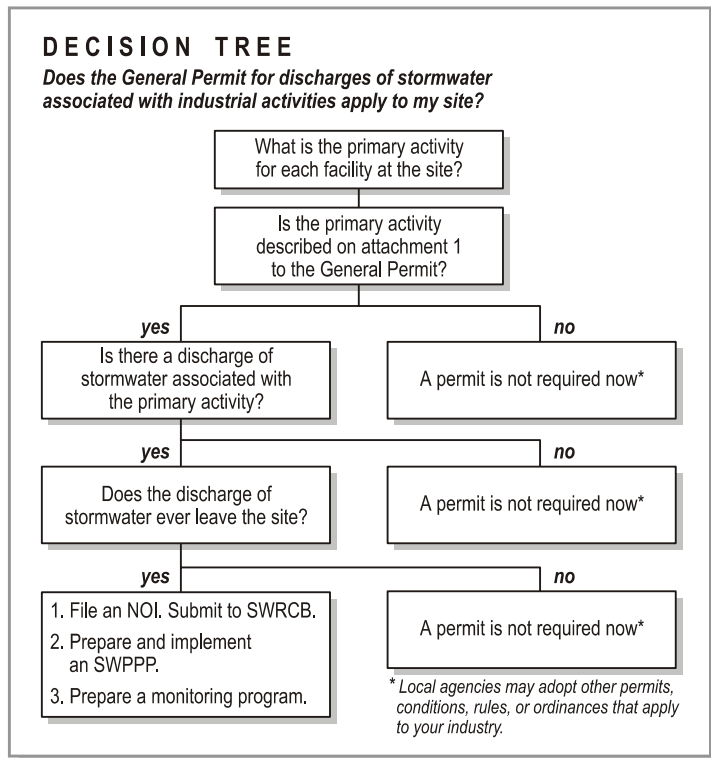 DECISION TREE
Does the General Permit for discharges of stormwater
associated with industrial activities apply to my site?
What is the primary activity
for each facility at the site?
Is the primary activity
described on attachment 1
to the General Permit?
yes
no
Is there a discharge of
stormwater associated with
the primary activity?
A permit is not required now*
yes
no
Does the discharge of
stormwater ever leave the site?
A permit is not required now*
yes
no
1. File an NOI. Submit to SWRCB.
2. Prepare and implement
an SWPPP.
3. Prepare a monitoring program.
A permit is not required now*
* Local agencies may adopt other permits,
conditions, rules, or ordinances that apply
to your industry.